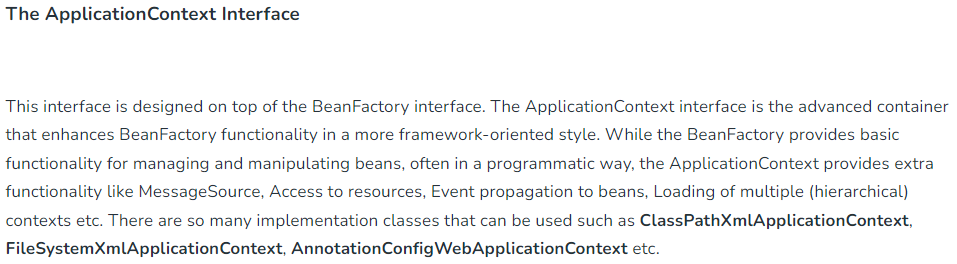 The ApplicationContext Interface
This interface is designed on top of the BeanFactory interface. The ApplicationContext interface is the advanced container
that enhances BeanFactory functionality in a more framework-oriented style. While the BeanFactory provides basic
functionality for managing and manipulating beans, often in a programmatic way, the ApplicationContext provides extra
functionality like MessageSource, Access to resources, Event propagation to beans, Loading of multiple (hierarchical)
contexts etc. There are so many implementation classes that can be used such as ClassPathXmlApplicationContext,
FileSystemXmlApplicationContext, AnnotationConfigWebApplicationContext etc.